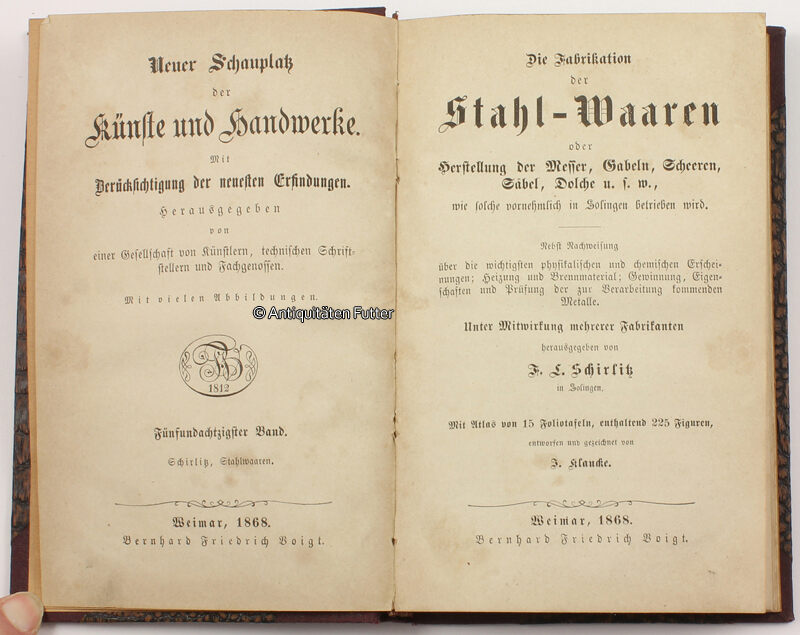 Neuer Schauplatz
der
Künste und Handwerke.
Mit
Berücksichtigung der neuesten Erfindungen.
Herausgegeben
von
einer Gesellschaft von Künstlern, technischen Schrift-
stellern und Fachgenossen.
Mit vielen Abbildungen.
1812
Fünfundachtzigster Band.
Schirlitz, Stahlwaaren.
Weimar, 1868.
Bernhard Friedrich Voigt.
Die Fabrikation
der
Stahl-Waaren
oder
Herstellung der Messer, Gabeln, Scheeren,
Säbel, Dolche u. s. w.,
wie solche vornehmlich in Solingen betrieben wird.
Nebst Nachweisung
über die wichtigsten physikalischen und chemischen Erschei-
nungen; Heizung und Brennmaterial; Gewinnung, Eigen-
schaften und Prüfung der zur Verarbeitung kommenden
Metalle.
Unter Mitwirkung mehrerer Fabrikanten
herausgegeben von
F. L. Schirlitz
in Solingen.
Mit Atlas von 15 Foliotafeln, enthaltend 225 Figuren,
entworfen und gezeichnet von
J. Klaucke.
Weimar, 1868.
Bernhard Friedrich Voigt.
© Antiquitäten Futter